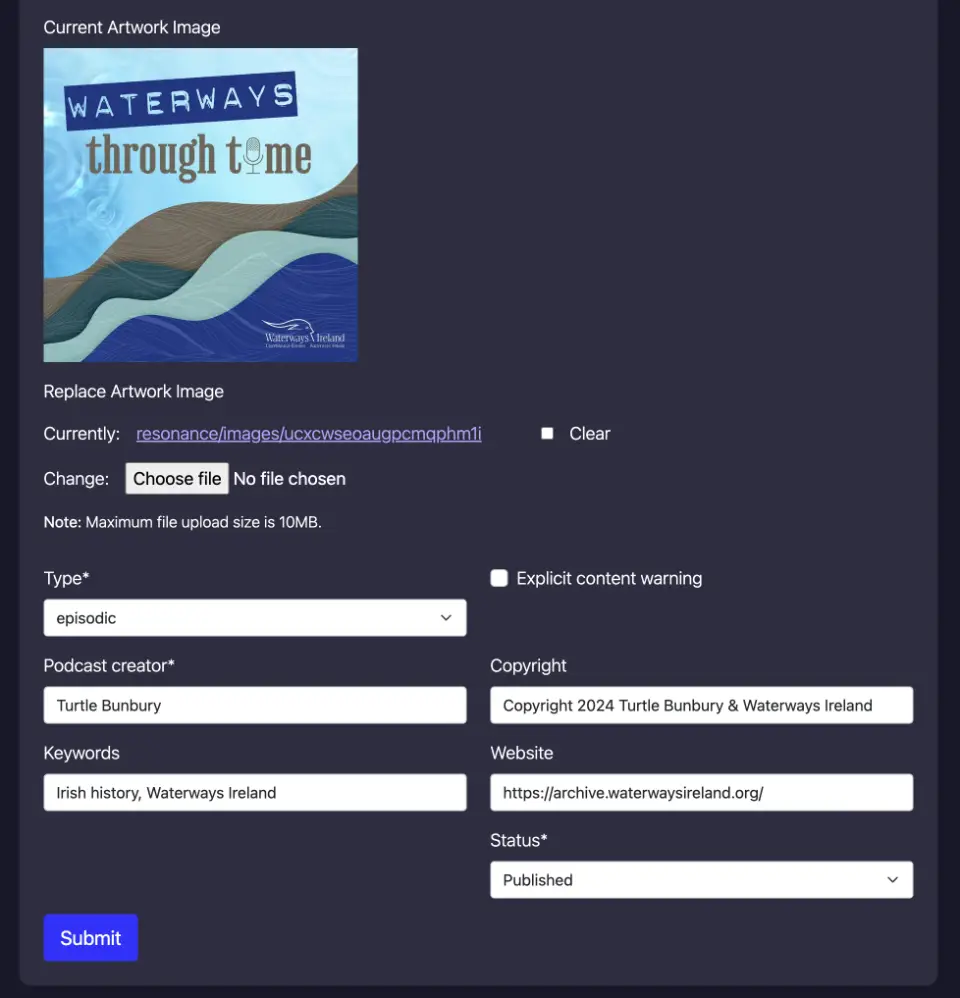 Current Artwork Image
WATERWAYS
through time
Waterways Ireland
Replace Artwork Image
Currently: resonance/images/ucxcwseoaugpcmqphm1i Clear
Change: Choose file No file chosen
Note: Maximum file upload size is 10MB.
Type* Explicit content warning
episodic
Podcast creator* Copyright
Turtle Bunbury Copyright 2024 Turtle Bunbury & Waterways Ireland
Keywords Website
Irish history, Waterways Ireland https://archive.waterwaysireland.org/
Status*
Published
Submit